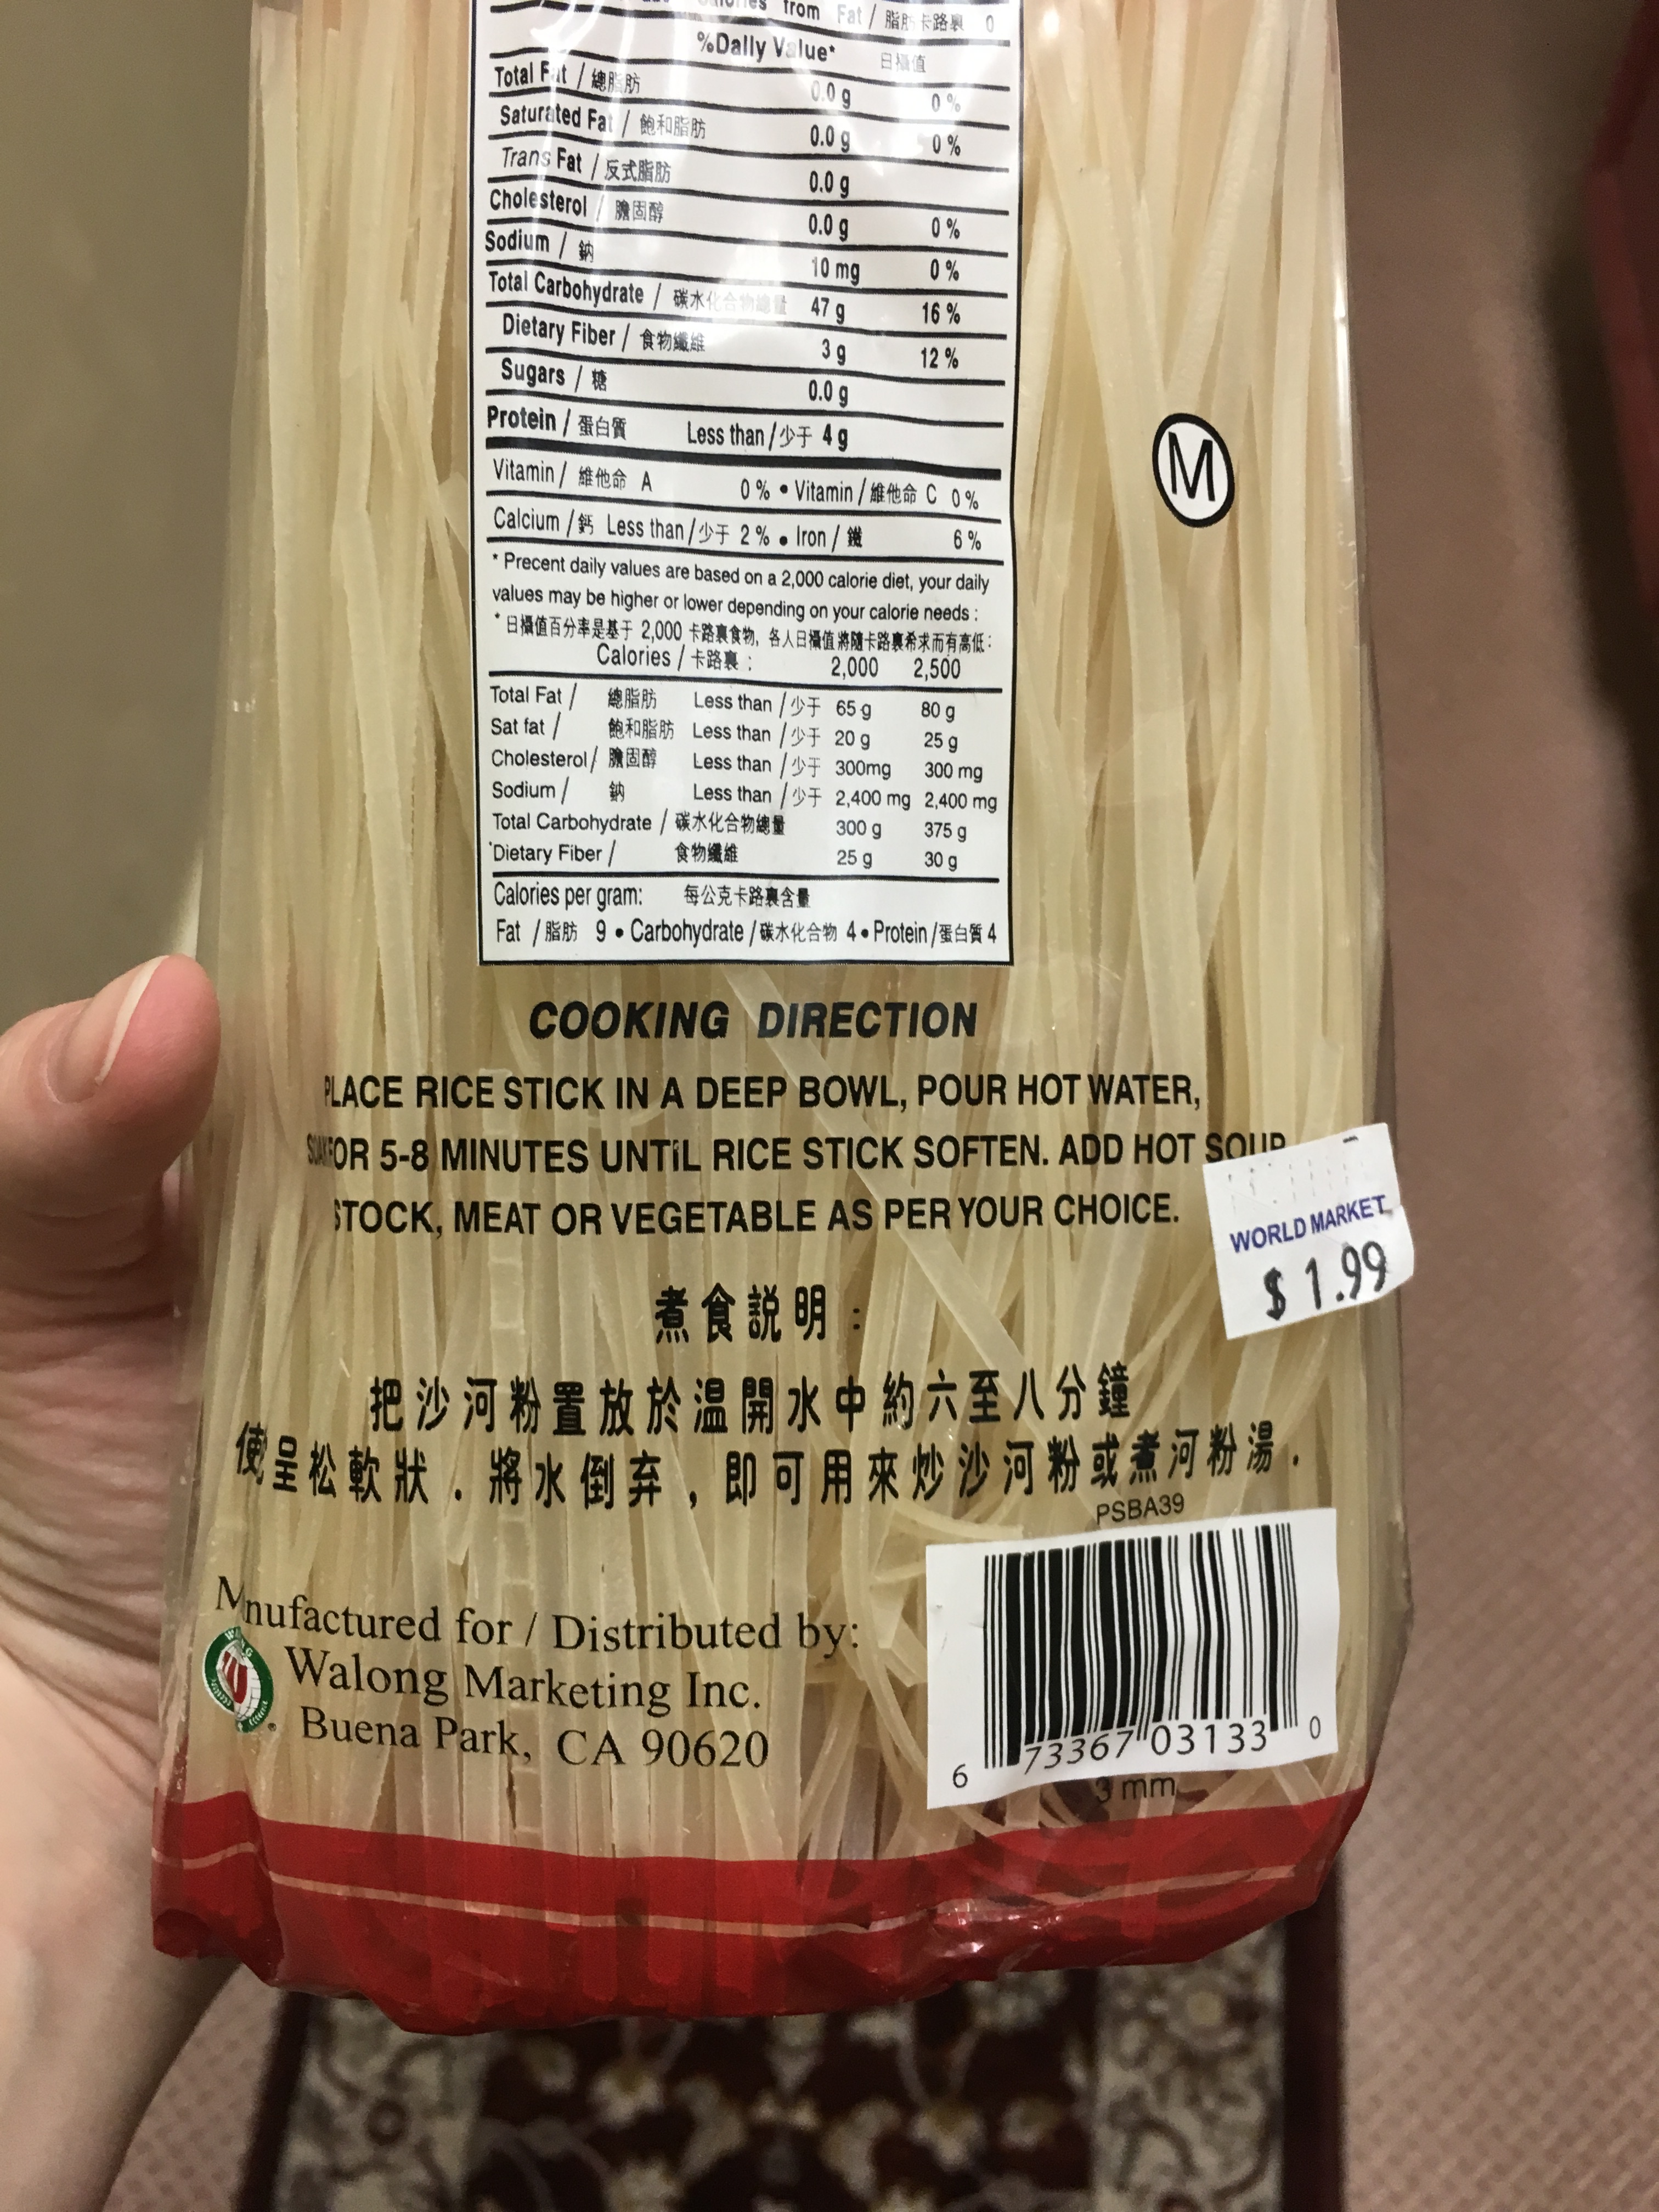 Calories from Fat / 脂肪卡路裏 0
%Daily Value* 日攝值
Total Fat / 總脂肪 0.0 g 0 %
Saturated Fat / 飽和脂肪 0.0 g 0 %
Trans Fat / 反式脂肪 0.0 g
Cholesterol / 膽固醇 0.0 g 0 %
Sodium / 鈉 10 mg 0 %
Total Carbohydrate / 碳水化合物總量 47 g 16 %
Dietary Fiber / 食物纖維 3 g 12 %
Sugars / 糖 0.0 g
Protein / 蛋白質 Less than / 少于 4 g
Vitamin / 維他命 A 0 % • Vitamin / 維他命 C 0 %
Calcium / 鈣 Less than / 少于 2 % • Iron / 鐵 6 %
* Precent daily values are based on a 2,000 calorie diet, your daily
values may be higher or lower depending on your calorie needs :
* 日攝值百分率是基于 2,000 卡路裏食物, 各人日攝值將隨卡路裏希求而有高低:
Calories / 卡路裏 : 2,000 2,500
Total Fat / 總脂肪 Less than / 少于 65 g 80 g
Sat fat / 飽和脂肪 Less than / 少于 20 g 25 g
Cholesterol / 膽固醇 Less than / 少于 300mg 300 mg
Sodium / 鈉 Less than / 少于 2,400 mg 2,400 mg
Total Carbohydrate / 碳水化合物總量 300 g 375 g
*Dietary Fiber / 食物纖維 25 g 30 g
Calories per gram: 每公克卡路裏含量
Fat / 脂肪 9 • Carbohydrate / 碳水化合物 4 • Protein / 蛋白質 4
M
COOKING DIRECTION
PLACE RICE STICK IN A DEEP BOWL, POUR HOT WATER,
SOAK FOR 5-8 MINUTES UNTIL RICE STICK SOFTEN. ADD HOT SOUP
STOCK, MEAT OR VEGETABLE AS PER YOUR CHOICE.
WORLD MARKET
$ 1.99
煮食説明:
把沙河粉置放於温開水中約六至八分鐘
使呈松軟狀.將水倒弃,即可用來炒沙河粉或煮河粉湯.
PSBA39
Manufactured for / Distributed by:
Walong Marketing Inc.
Buena Park, CA 90620
6 73367 03133 0
3 mm